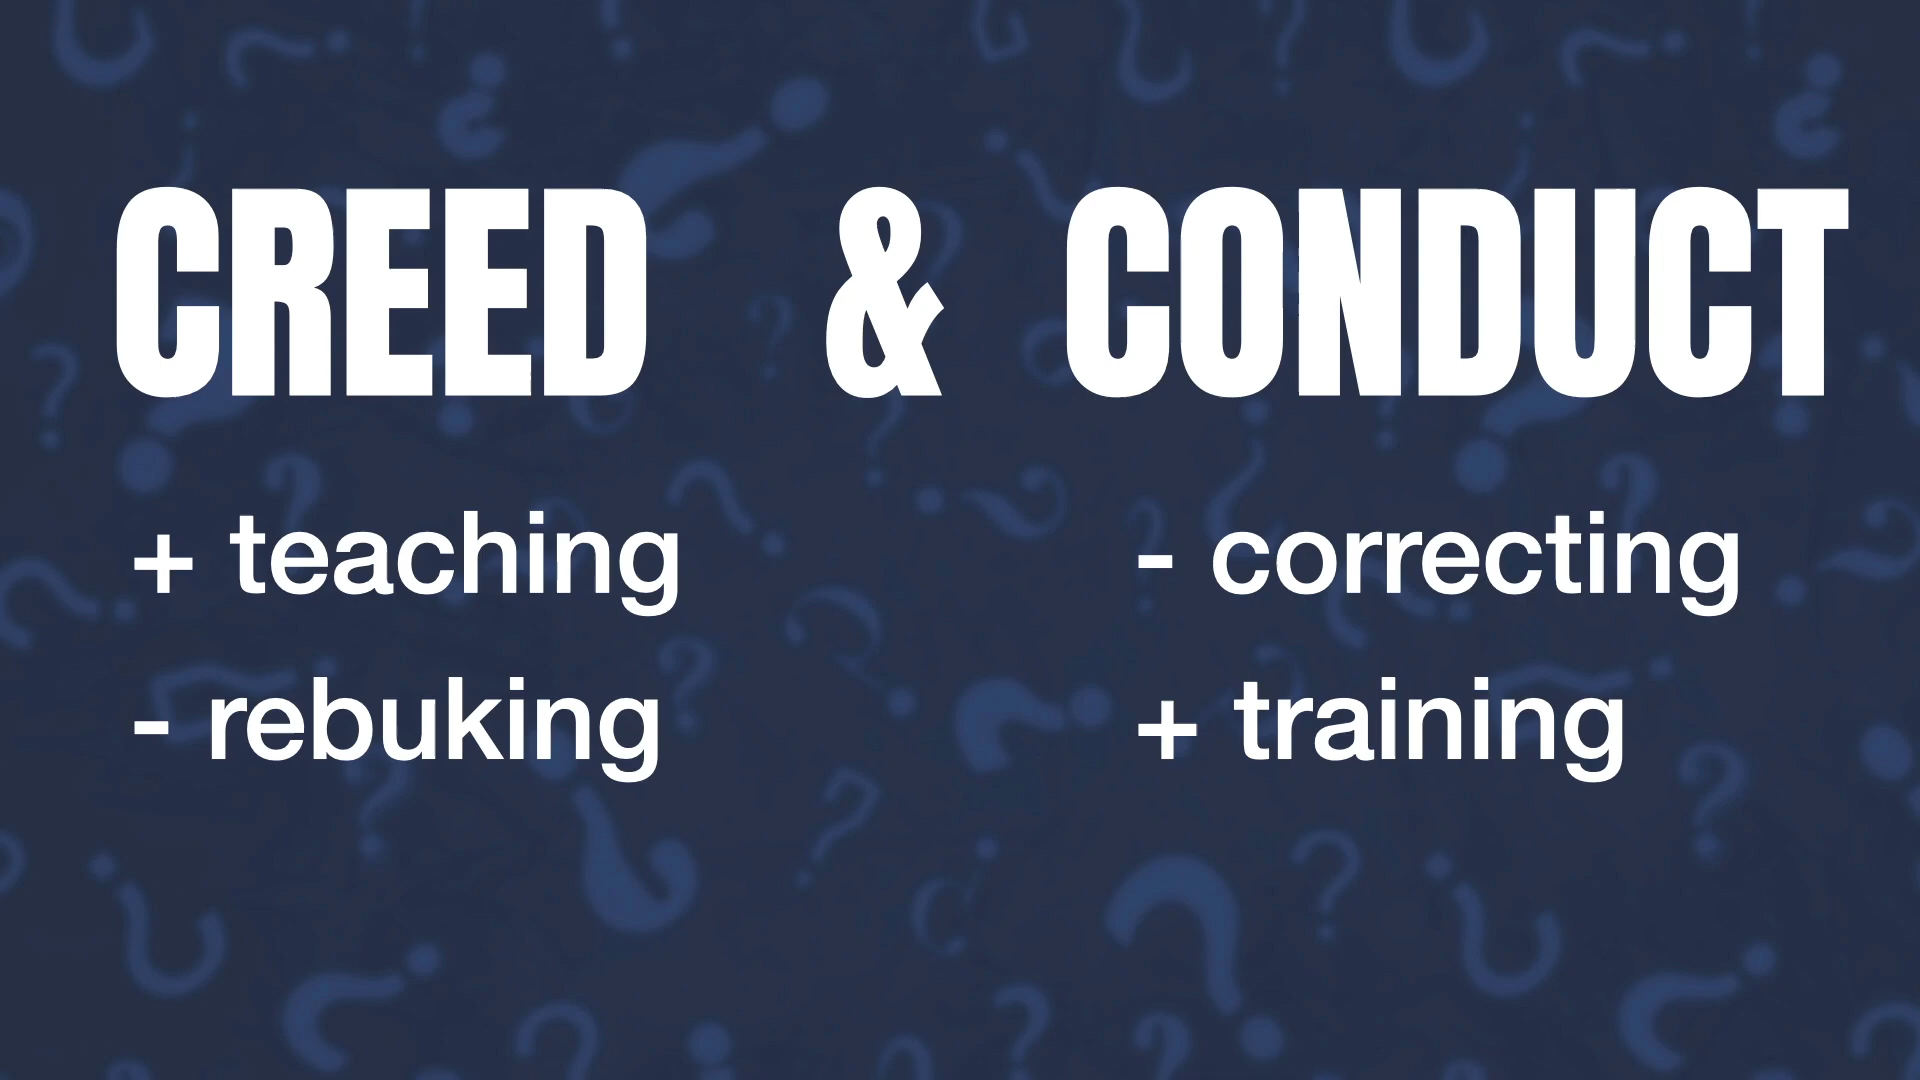 CREED & CONDUCT
+ teaching - correcting
- rebuking + training